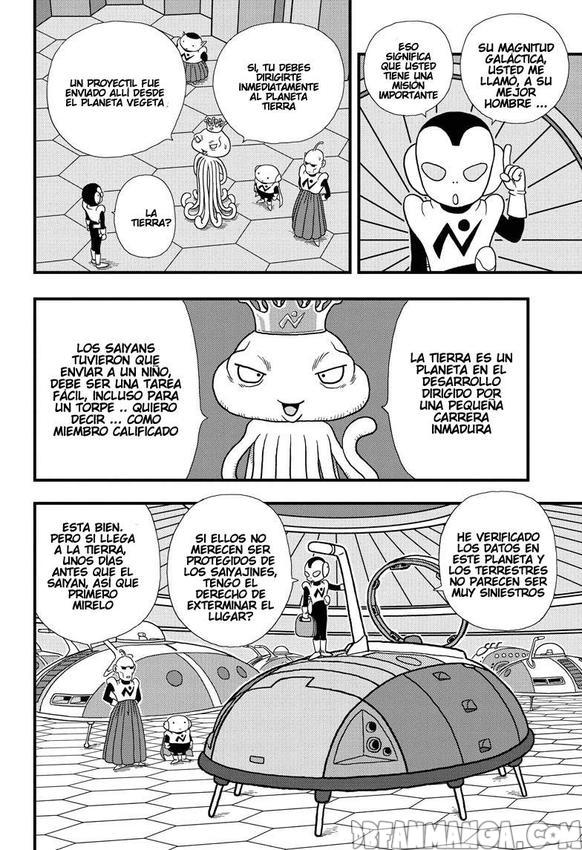 SU MAGNITUD
GALÁCTICA,
USTED ME
LLAMÓ, A SU
MEJOR
HOMBRE ...
ESO
SIGNIFICA
QUE USTED
TIENE UNA
MISIÓN
IMPORTANTE
SI, TU DEBES
DIRIGIRTE
INMEDIATAMENTE
AL PLANETA
TIERRA
UN PROYECTIL FUE
ENVIADO ALLÍ DESDE
EL PLANETA VEGETA
LA
TIERRA?
LA TIERRA ES UN
PLANETA EN EL
DESARROLLO
DIRIGIDO POR
UNA PEQUEÑA
CARRERA
INMADURA
LOS SAIYANS
TUVIERON QUE
ENVIAR A UN NIÑO,
DEBE SER UNA TAREA
FÁCIL, INCLUSO PARA
UN TORPE .. QUIERO
DECIR ... COMO
MIEMBRO CALIFICADO
HE VERIFICADO
LOS DATOS EN
ESTE PLANETA Y
LOS TERRESTRES
NO PARECEN SER
MUY SINIESTROS
SI ELLOS NO
MERECEN SER
PROTEGIDOS DE
LOS SAIYAJINES,
TENGO EL
DERECHO DE
EXTERMINAR EL
LUGAR?
ESTA BIEN.
PERO SI LLEGA
A LA TIERRA,
UNOS DÍAS
ANTES QUE EL
SAIYAN, ASÍ QUE
PRIMERO
MIRELO
DBFANMANGA.COM